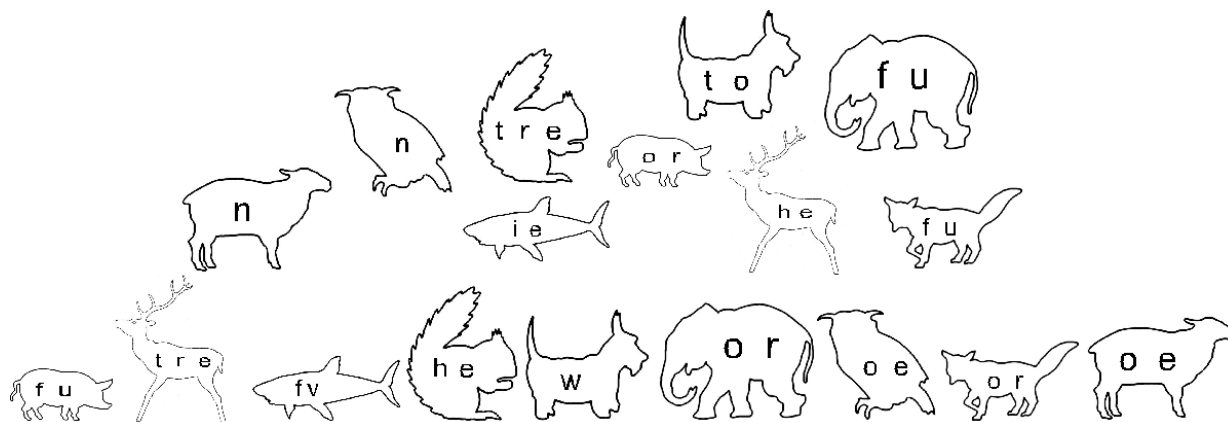 to fu
n tre or
n ie he fu
fu tre fv he w or oe or oe